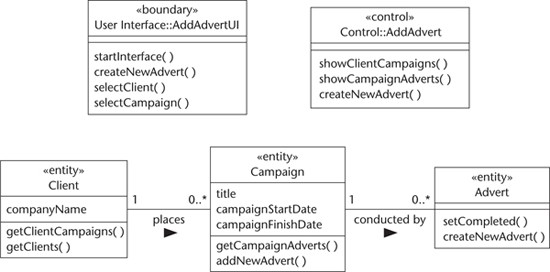 «boundary»
User Interface::AddAdvertUI
startInterface( )
createNewAdvert( )
selectClient( )
selectCampaign( )
«control»
Control::AddAdvert
showClientCampaigns( )
showCampaignAdverts( )
createNewAdvert( )
«entity»
Client
companyName
getClientCampaigns( )
getClients( )
1
0..*
places
«entity»
Campaign
title
campaignStartDate
campaignFinishDate
getCampaignAdverts( )
addNewAdvert( )
1
0..*
conducted by
«entity»
Advert
setCompleted( )
createNewAdvert( )